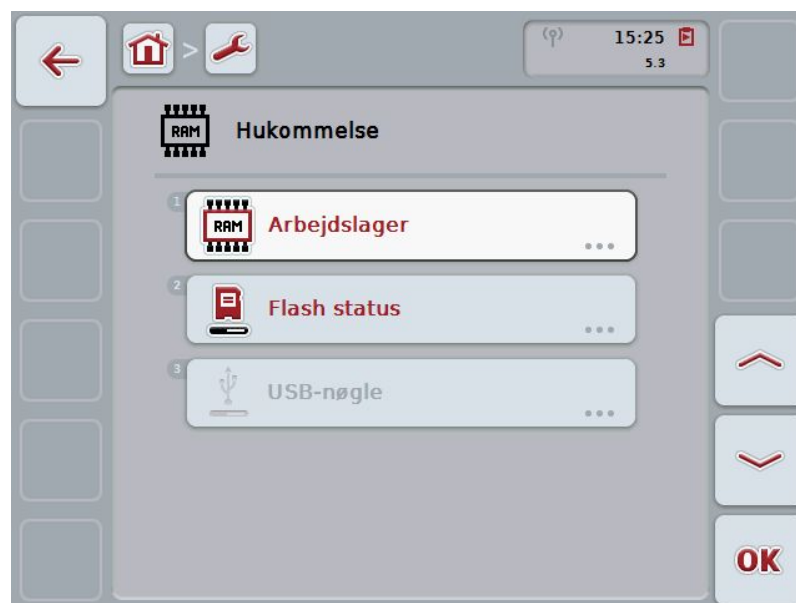 15:25
5.3
RAM Hukommelse
1
RAM Arbejdslager
2
Flash status
3
USB-nøgle
OK